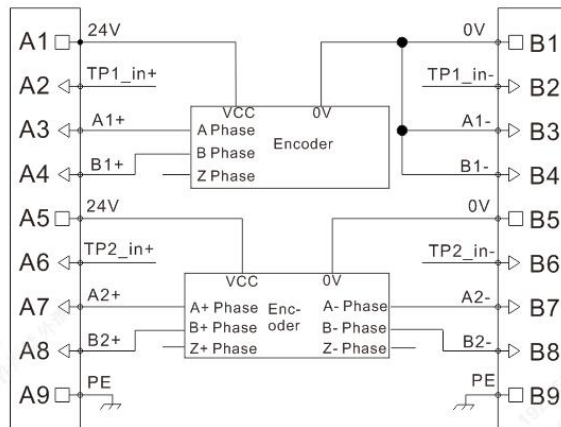 A1 24V 0V B1
A2 TP1_in+ TP1_in- B2
VCC 0V
A3 A1+ A Phase A1- B3
Encoder
A4 B1+ B Phase B1- B4
Z Phase
A5 24V 0V B5
A6 TP2_in+ TP2_in- B6
VCC 0V
A7 A2+ A+ Phase Enc- A- Phase A2- B7
B+ Phase oder B- Phase
A8 B2+ Z+ Phase Z- Phase B2- B8
A9 PE PE B9